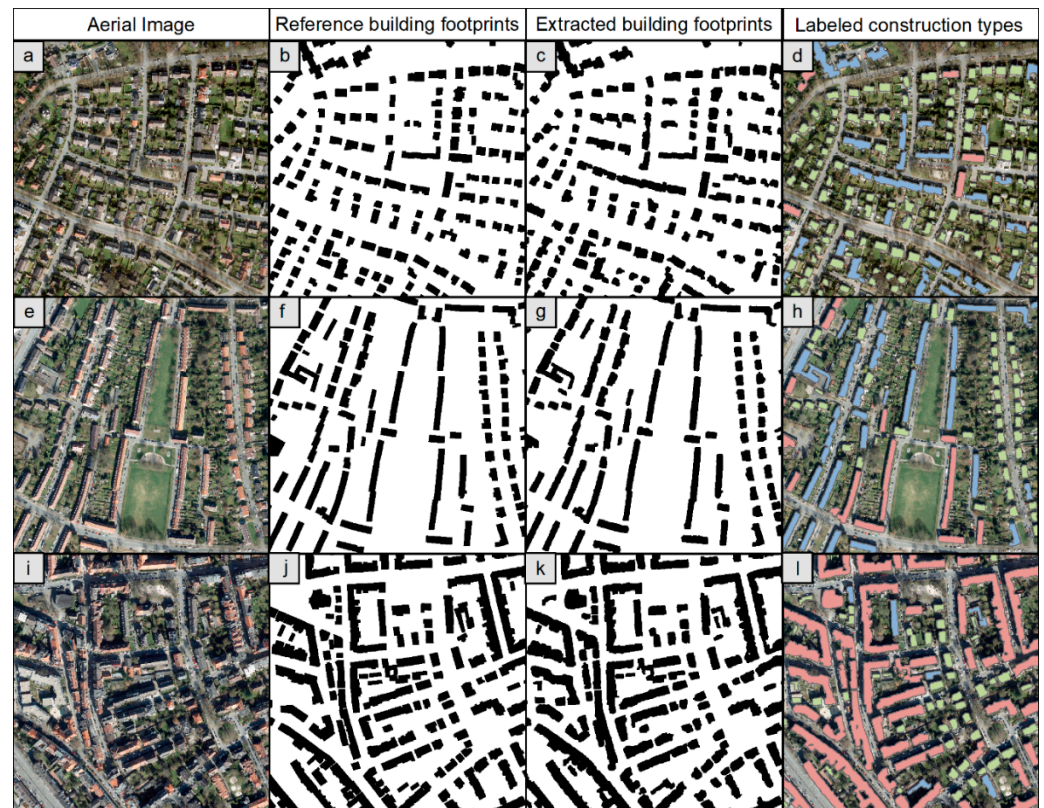 Aerial Image
Reference building footprints
Extracted building footprints
Labeled construction types
a
b
c
d
e
f
g
h
i
j
k
l